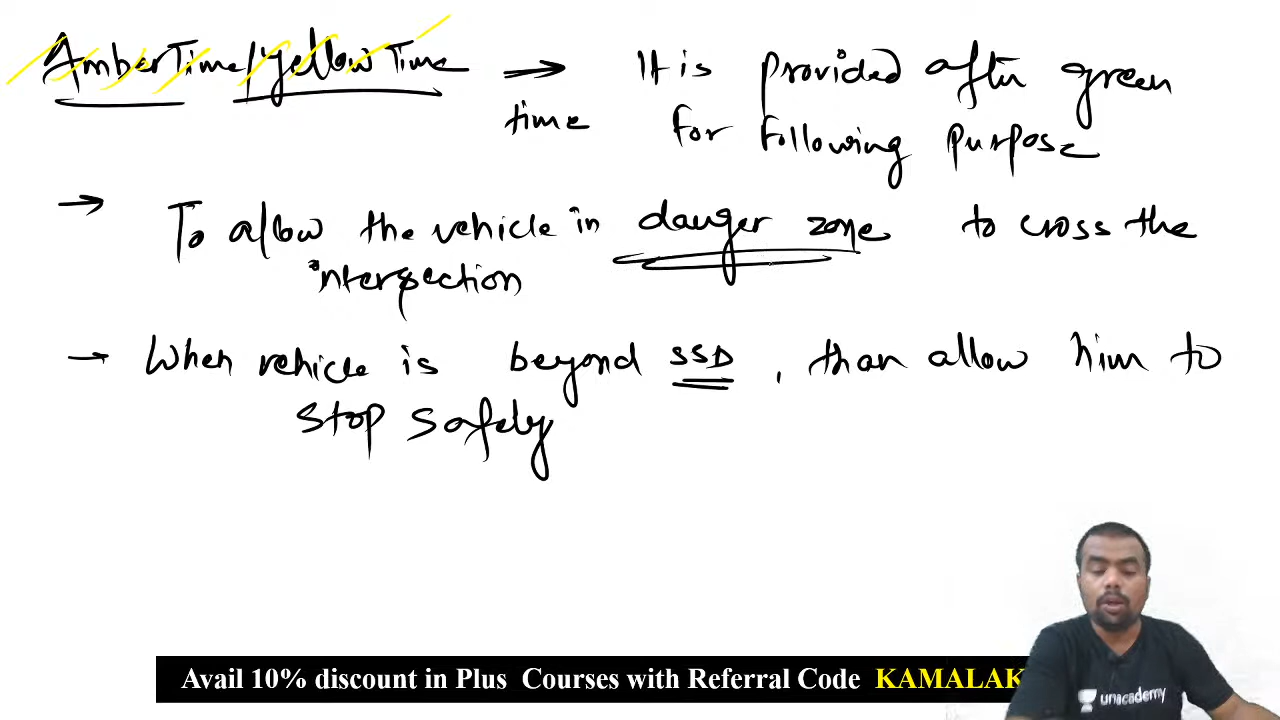 Amber Time/Yellow Time → It is provided after green
time for following purpose
→ To allow the vehicle in danger zone to cross the
intersection
→ When vehicle is beyond SSD, than allow him to
stop safely
unacademy
Avail 10% discount in Plus Courses with Referral Code KAMALAK